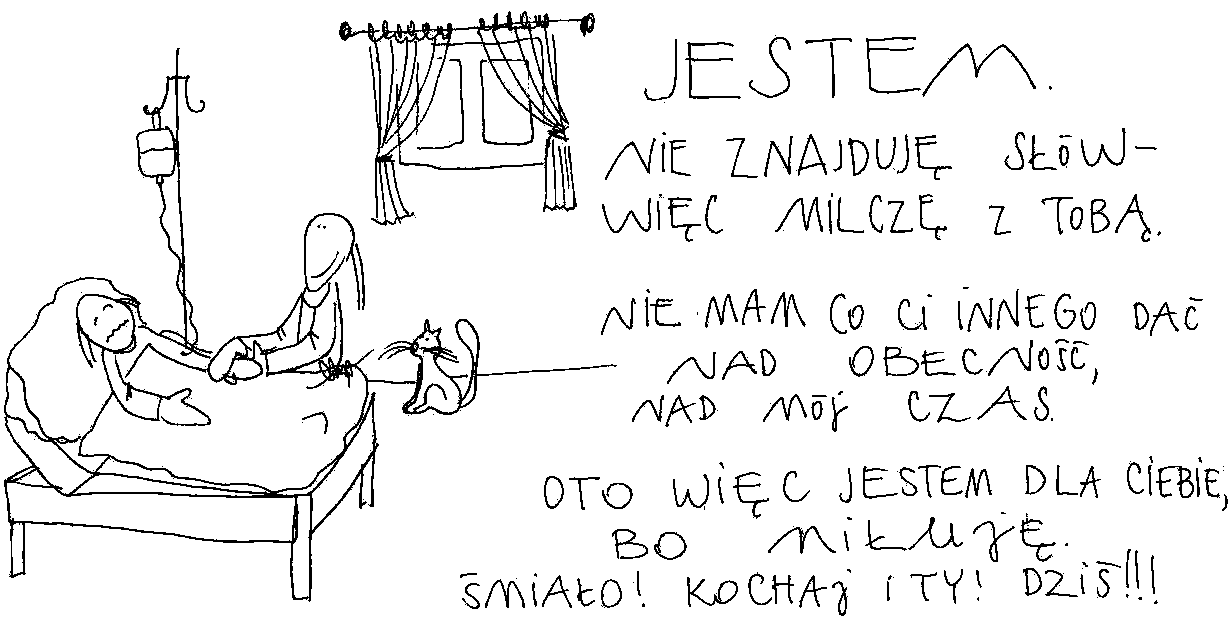 JESTEM.
NIE ZNAJDUJĘ SŁÓW-
WIĘC MILCZĘ Z TOBĄ.
NIE MAM CO CI INNEGO DAĆ
NAD OBECNOŚĆ,
NAD MÓJ CZAS.
OTO WIĘC JESTEM DLA CIEBIE,
BO MIŁUJĘ.
ŚMIAŁO! KOCHAJ I TY! DZIŚ!!!